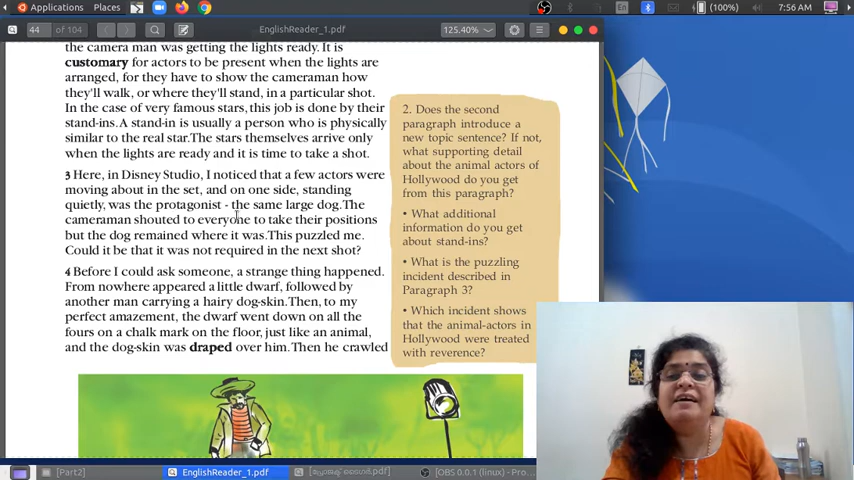 Applications Places En (100%) 7:56 AM
44 of 104 EnglishReader_1.pdf 125.40%
the camera man was getting the lights ready. It is
customary for actors to be present when the lights are
arranged, for they have to show the cameraman how
they'll walk, or where they'll stand, in a particular shot.
In the case of very famous stars, this job is done by their
stand-ins. A stand-in is usually a person who is physically
similar to the real star. The stars themselves arrive only
when the lights are ready and it is time to take a shot.
3 Here, in Disney Studio, I noticed that a few actors were
moving about in the set, and on one side, standing
quietly, was the protagonist - the same large dog. The
cameraman shouted to everyone to take their positions
but the dog remained where it was. This puzzled me.
Could it be that it was not required in the next shot?
4 Before I could ask someone, a strange thing happened.
From nowhere appeared a little dwarf, followed by
another man carrying a hairy dog-skin. Then, to my
perfect amazement, the dwarf went down on all the
fours on a chalk mark on the floor, just like an animal,
and the dog-skin was draped over him. Then he crawled
2. Does the second
paragraph introduce a
new topic sentence? If not,
what supporting detail
about the animal actors of
Hollywood do you get
from this paragraph?
• What additional
information do you get
about stand-ins?
• What is the puzzling
incident described in
Paragraph 3?
• Which incident shows
that the animal-actors in
Hollywood were treated
with reverence?
[Part2] EnglishReader_1.pdf [OBS 0.0.1 (linux) - Pro...